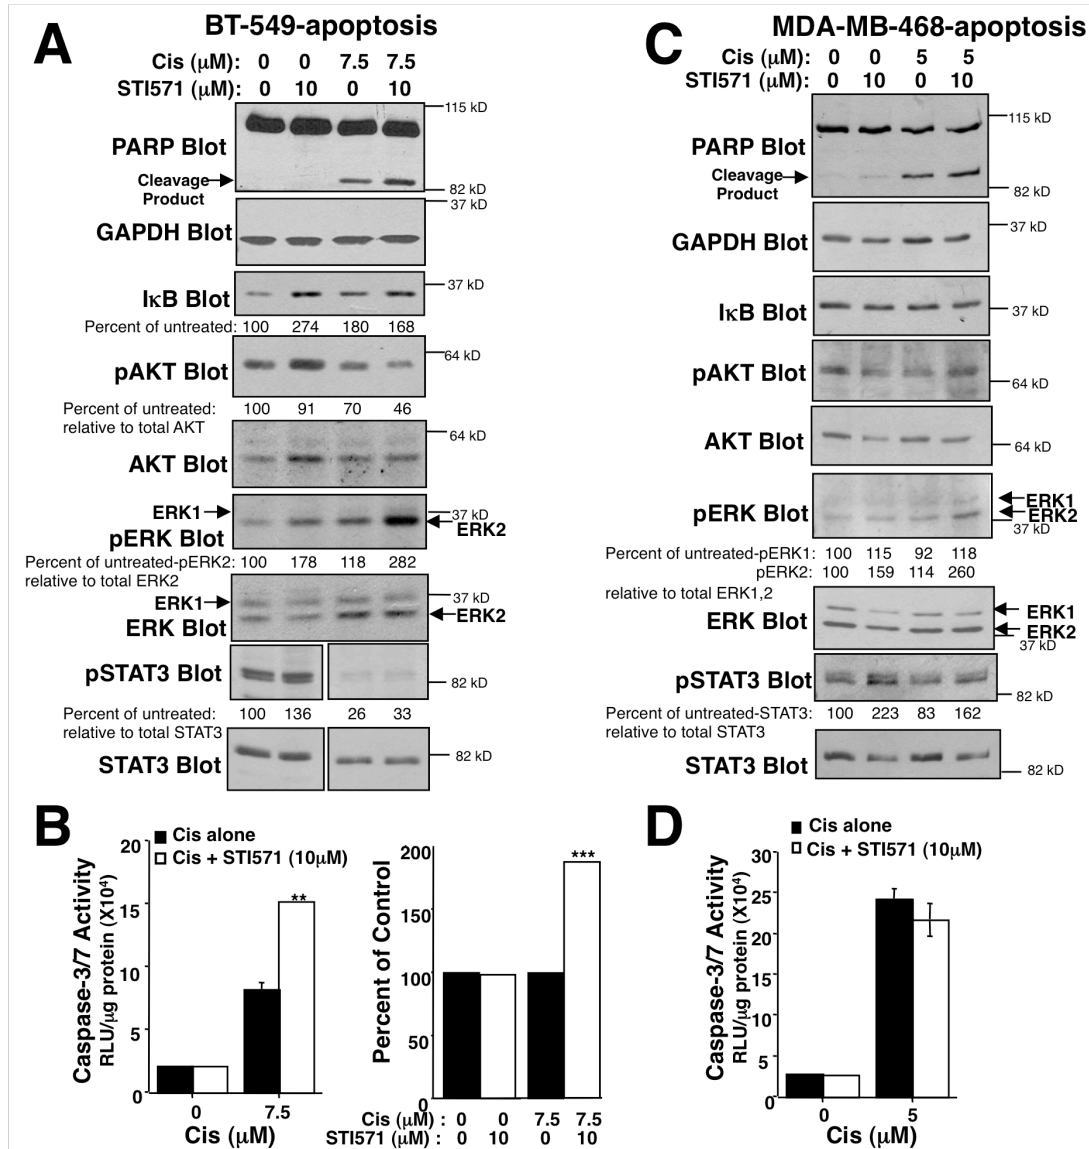 A
BT-549-apoptosis
Cis (μM): 0 0 7.5 7.5
STI571 (μM): 0 10 0 10
115 kD
PARP Blot
Cleavage
Product
82 kD
37 kD
GAPDH Blot
37 kD
IκB Blot
Percent of untreated: 100 274 180 168
64 kD
pAKT Blot
Percent of untreated: 100 91 70 46
relative to total AKT
64 kD
AKT Blot
ERK1
37 kD
ERK2
pERK Blot
Percent of untreated-pERK2: 100 178 118 282
relative to total ERK2
ERK1
37 kD
ERK2
ERK Blot
pSTAT3 Blot
82 kD
Percent of untreated: 100 136 26 33
relative to total STAT3
STAT3 Blot
82 kD
C
MDA-MB-468-apoptosis
Cis (μM): 0 0 5 5
STI571 (μM): 0 10 0 10
115 kD
PARP Blot
Cleavage
Product
82 kD
37 kD
GAPDH Blot
IκB Blot
37 kD
pAKT Blot
64 kD
AKT Blot
64 kD
ERK1
pERK Blot
ERK2
37 kD
Percent of untreated-pERK1: 100 115 92 118
pERK2: 100 159 114 260
relative to total ERK1,2
ERK Blot
ERK1
ERK2
37 kD
pSTAT3 Blot
82 kD
Percent of untreated-STAT3: 100 223 83 162
relative to total STAT3
STAT3 Blot
82 kD
B
Cis alone
Cis + STI571 (10μM)
Caspase-3/7 Activity
RLU/μg protein (X10⁴)
20
15
10
5
0
**
0 7.5
Cis (μM)
Percent of Control
200
150
100
50
0
***
Cis (μM) : 0 0 7.5 7.5
STI571 (μM) : 0 10 0 10
D
Cis alone
Cis + STI571 (10μM)
Caspase-3/7 Activity
RLU/μg protein (X10⁴)
30
25
20
15
10
5
0
0 5
Cis (μM)